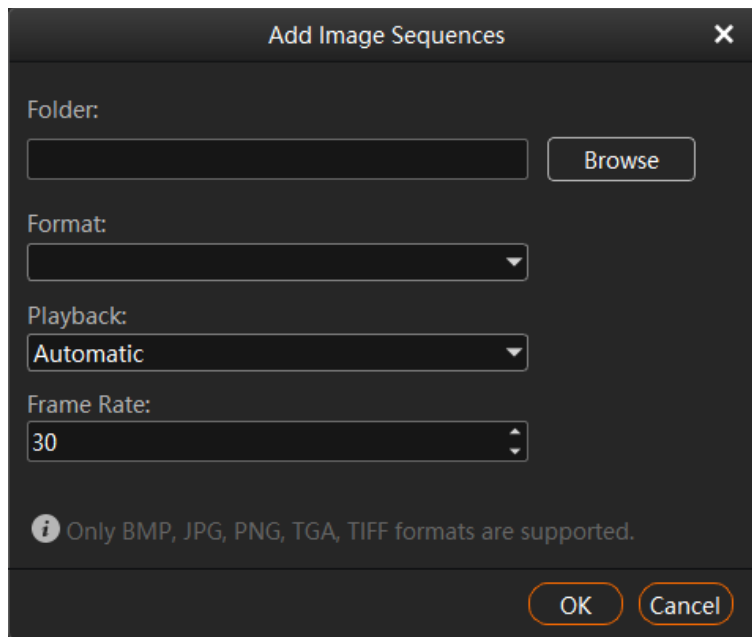 Add Image Sequences
Folder:
Browse
Format:
Playback:
Automatic
Frame Rate:
30
Only BMP, JPG, PNG, TGA, TIFF formats are supported.
OK Cancel